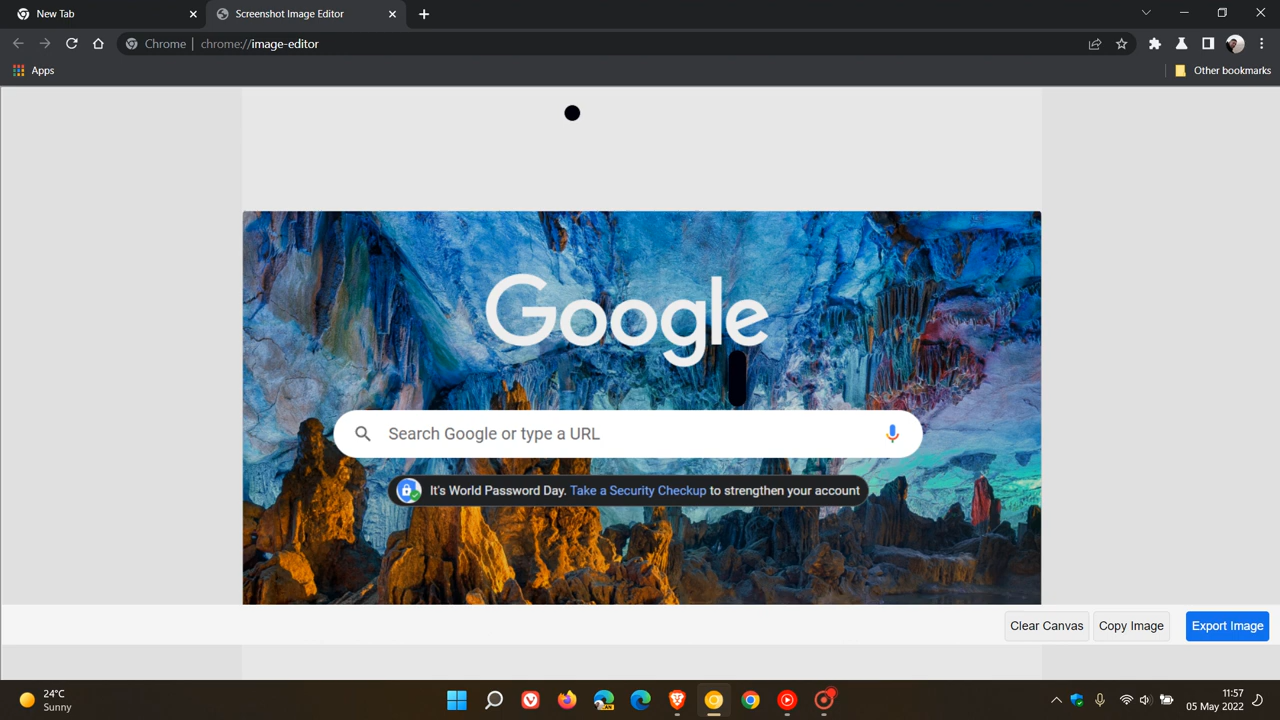 New Tab
Screenshot Image Editor
Chrome | chrome://image-editor
Apps
Other bookmarks
Google
Search Google or type a URL
It's World Password Day. Take a Security Checkup to strengthen your account
Clear Canvas
Copy Image
Export Image
24°C
Sunny
CAN
11:57
05 May 2022